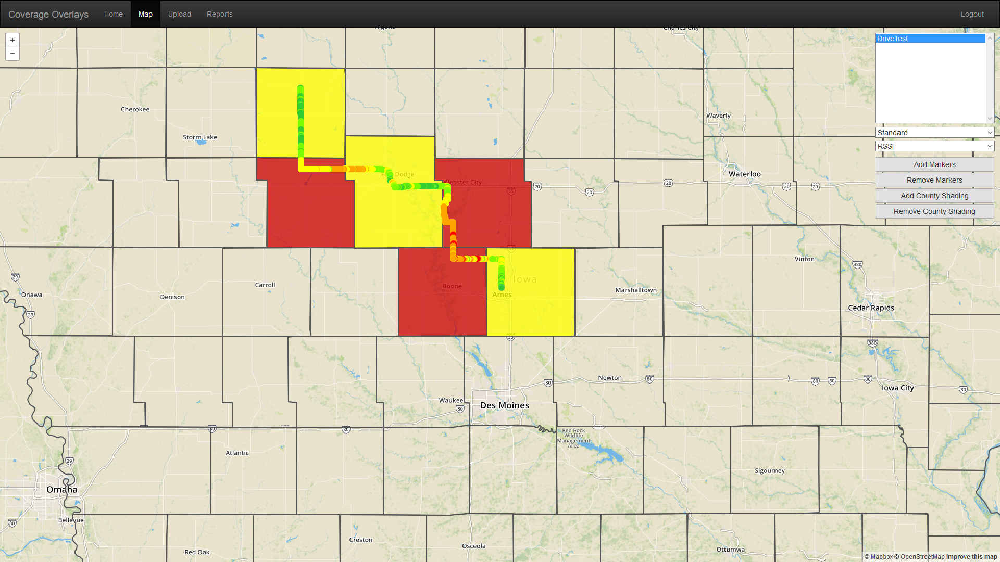 Coverage Overlays
Home
Map
Upload
Reports
Logout
Algona
Charles City
+
−
DriveTest
Cherokee
Storm Lake
Waverly
Standard
RSSI
Add Markers
Remove Markers
Add County Shading
Remove County Shading
Fort Dodge
Webster City
35
20
20
20
20
20
Waterloo
35
Vinton
380
29
Onawa
Carroll
Denison
29
Boone
Iowa
Ames
Marshalltown
Cedar Rapids
35
380
Newton
80
80
80
80
80
80
Iowa City
80
Waukee
80
Des Moines
80
80
Red Rock
Wildlife
Management
Area
Atlantic
29
Sigourney
Omaha
Bellevue
80
Creston
Osceola
Red Oak
Ottumwa
© Mapbox © OpenStreetMap Improve this map